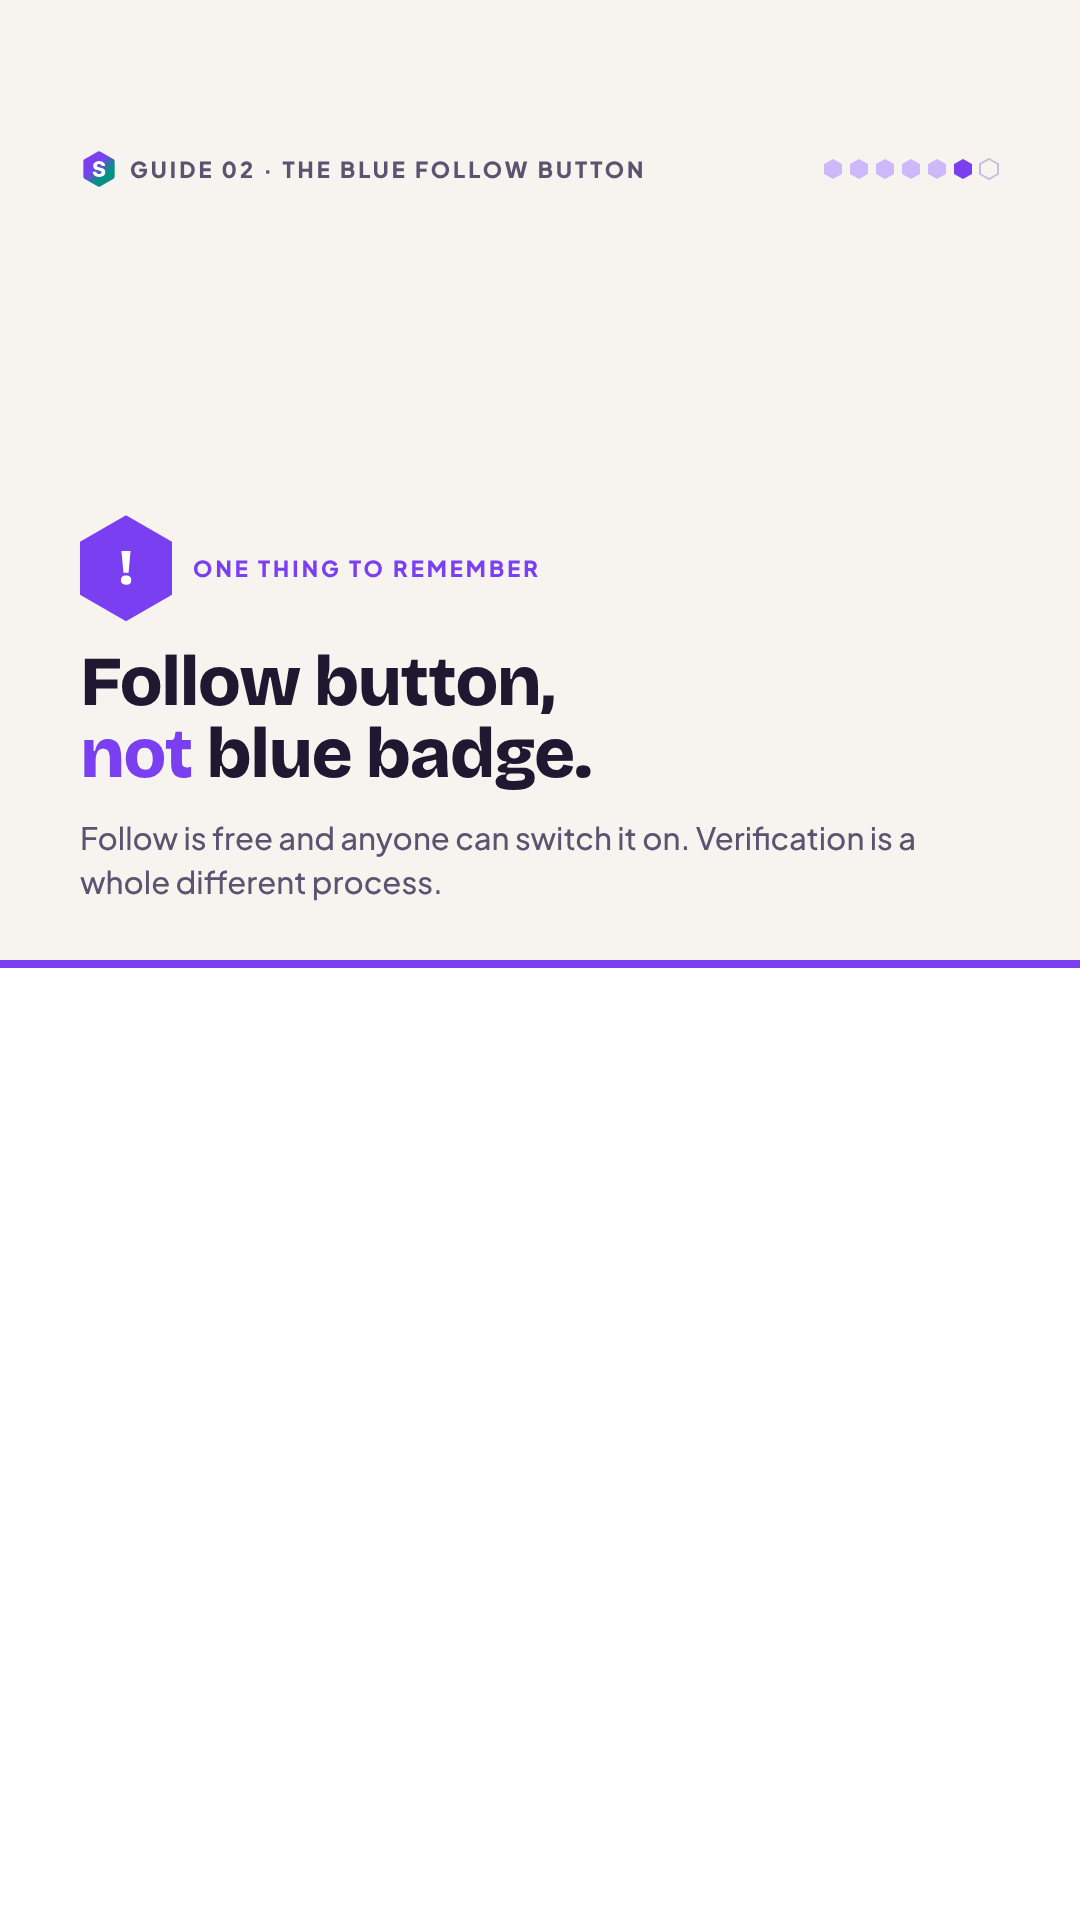 S GUIDE 02 · THE BLUE FOLLOW BUTTON
! ONE THING TO REMEMBER
Follow button,
not blue badge.
Follow is free and anyone can switch it on. Verification is a
whole different process.